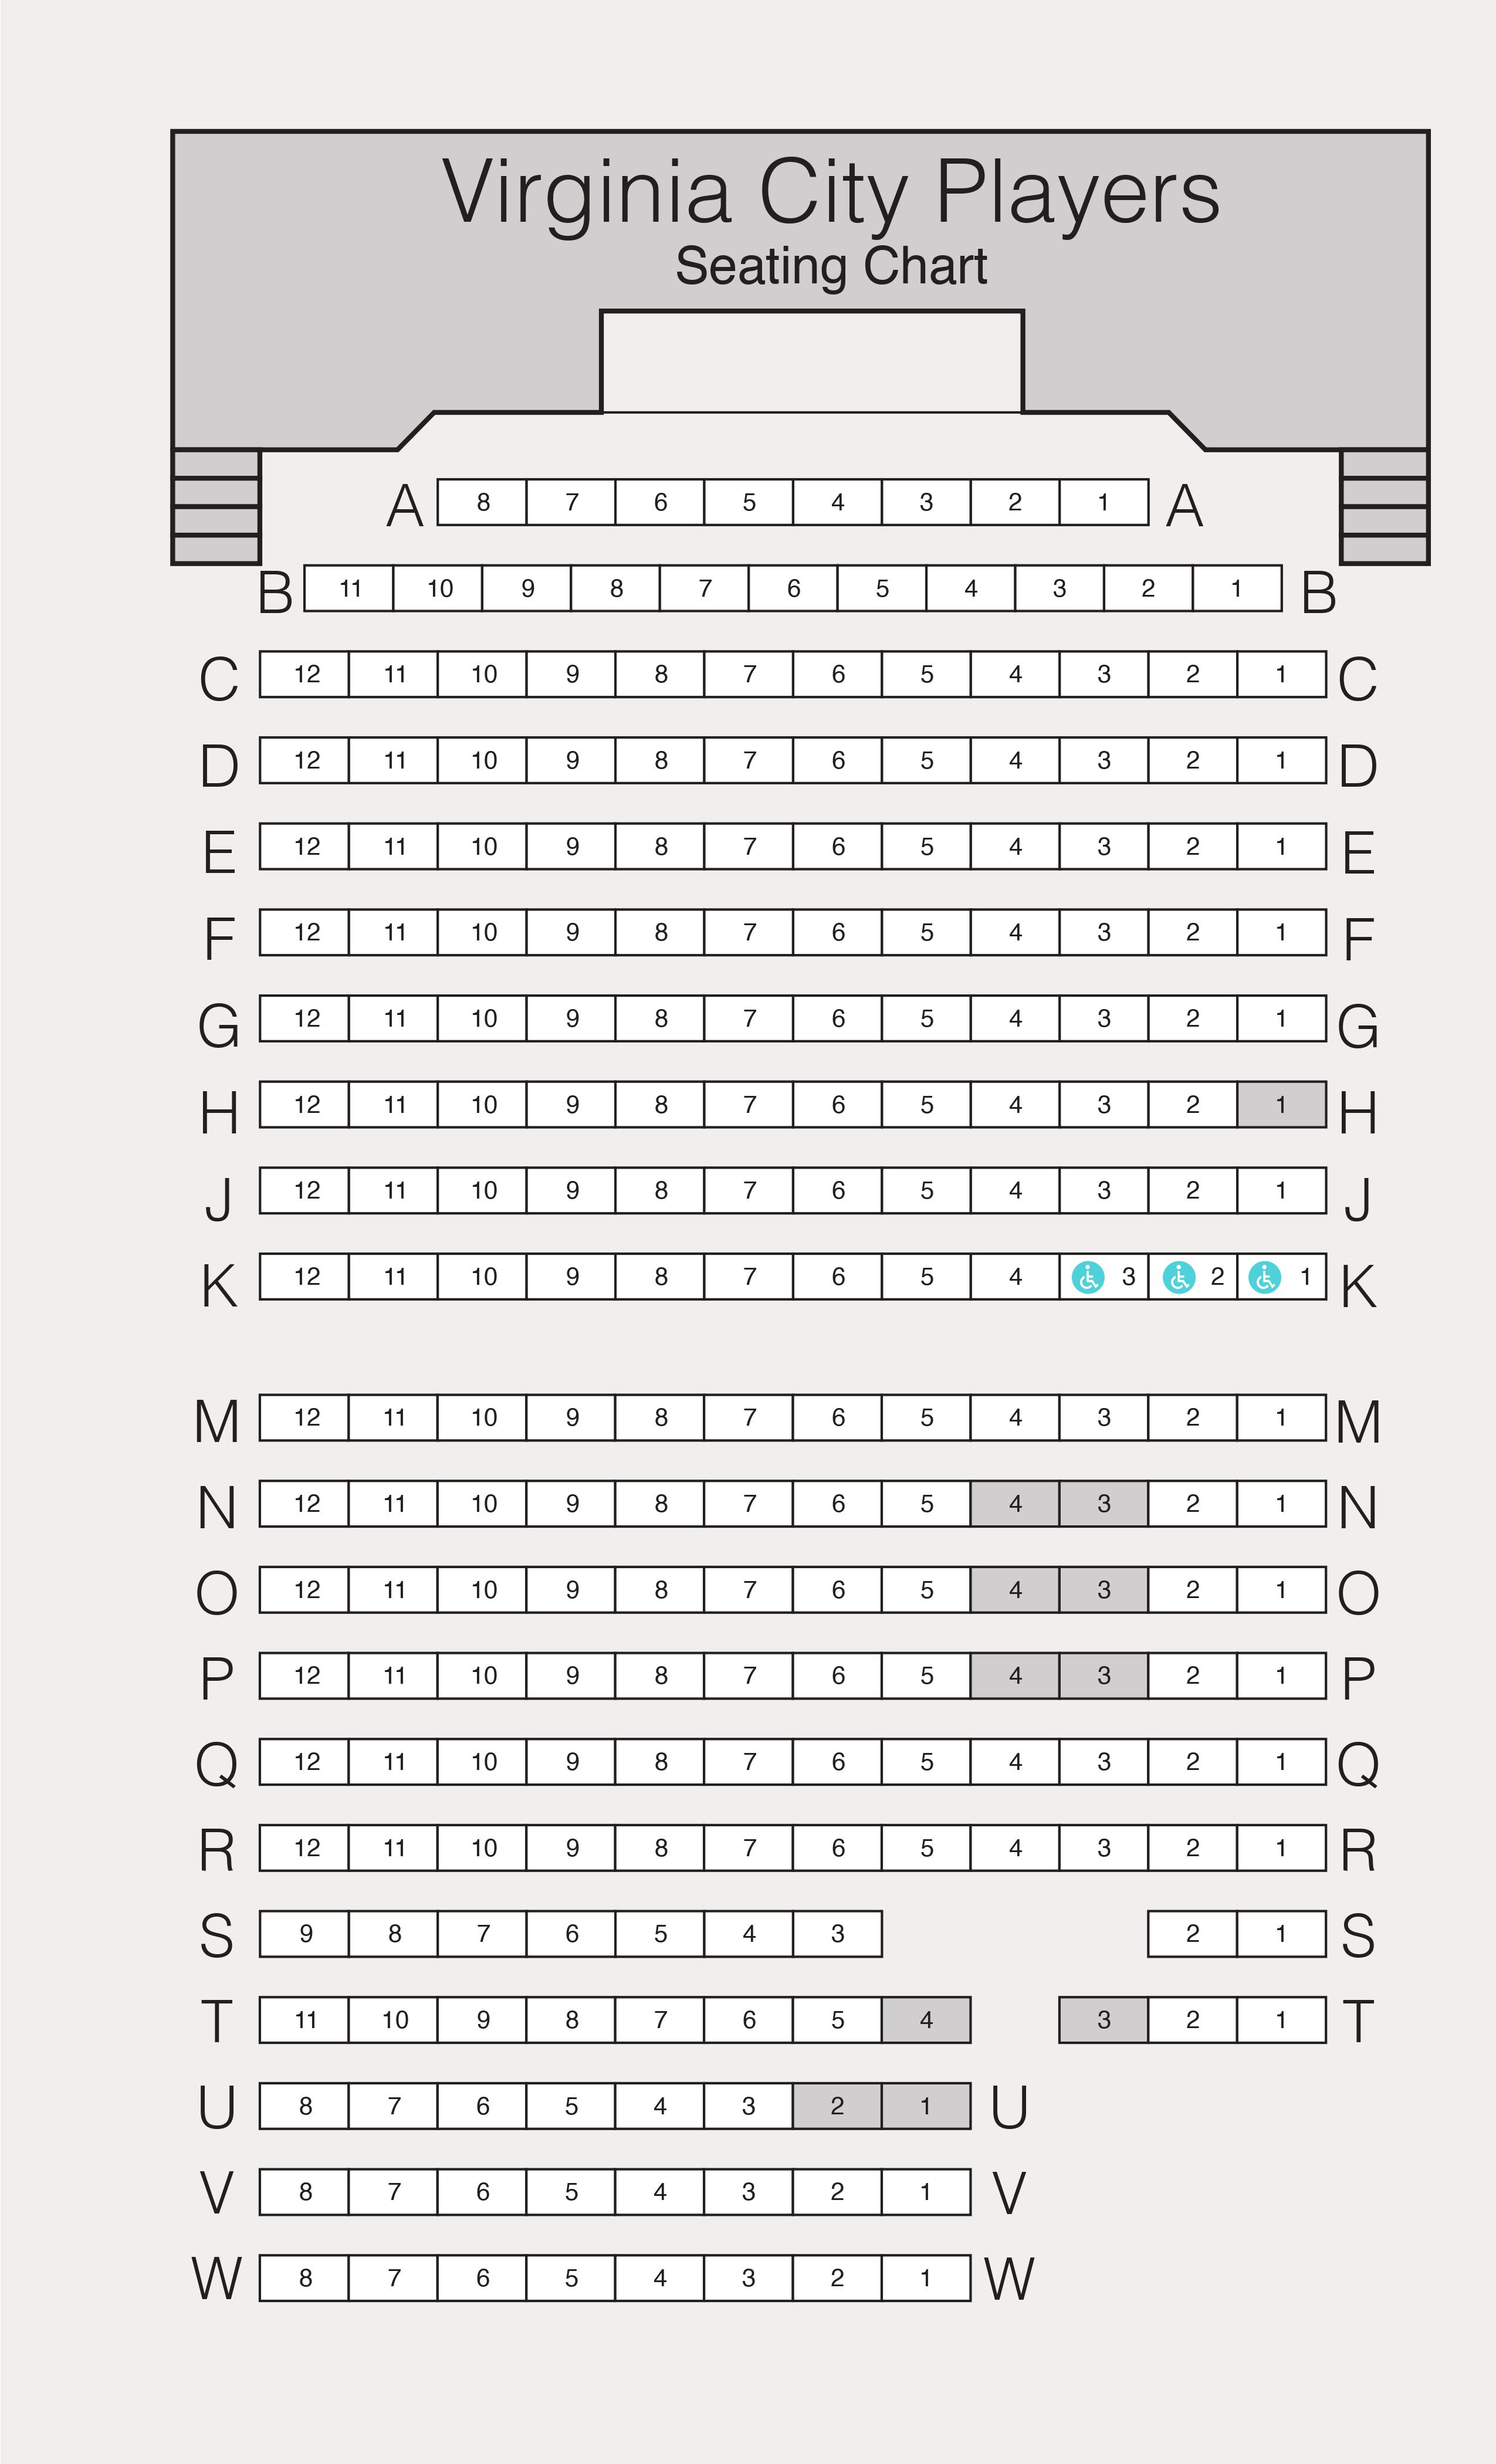 Virginia City Players
Seating Chart
A 8 7 6 5 4 3 2 1 A
B 11 10 9 8 7 6 5 4 3 2 1 B
C 12 11 10 9 8 7 6 5 4 3 2 1 C
D 12 11 10 9 8 7 6 5 4 3 2 1 D
E 12 11 10 9 8 7 6 5 4 3 2 1 E
F 12 11 10 9 8 7 6 5 4 3 2 1 F
G 12 11 10 9 8 7 6 5 4 3 2 1 G
H 12 11 10 9 8 7 6 5 4 3 2 1 H
J 12 11 10 9 8 7 6 5 4 3 2 1 J
K 12 11 10 9 8 7 6 5 4 3 2 1 K
M 12 11 10 9 8 7 6 5 4 3 2 1 M
N 12 11 10 9 8 7 6 5 4 3 2 1 N
O 12 11 10 9 8 7 6 5 4 3 2 1 O
P 12 11 10 9 8 7 6 5 4 3 2 1 P
Q 12 11 10 9 8 7 6 5 4 3 2 1 Q
R 12 11 10 9 8 7 6 5 4 3 2 1 R
S 9 8 7 6 5 4 3 2 1 S
T 11 10 9 8 7 6 5 4 3 2 1 T
U 8 7 6 5 4 3 2 1 U
V 8 7 6 5 4 3 2 1 V
W 8 7 6 5 4 3 2 1 W